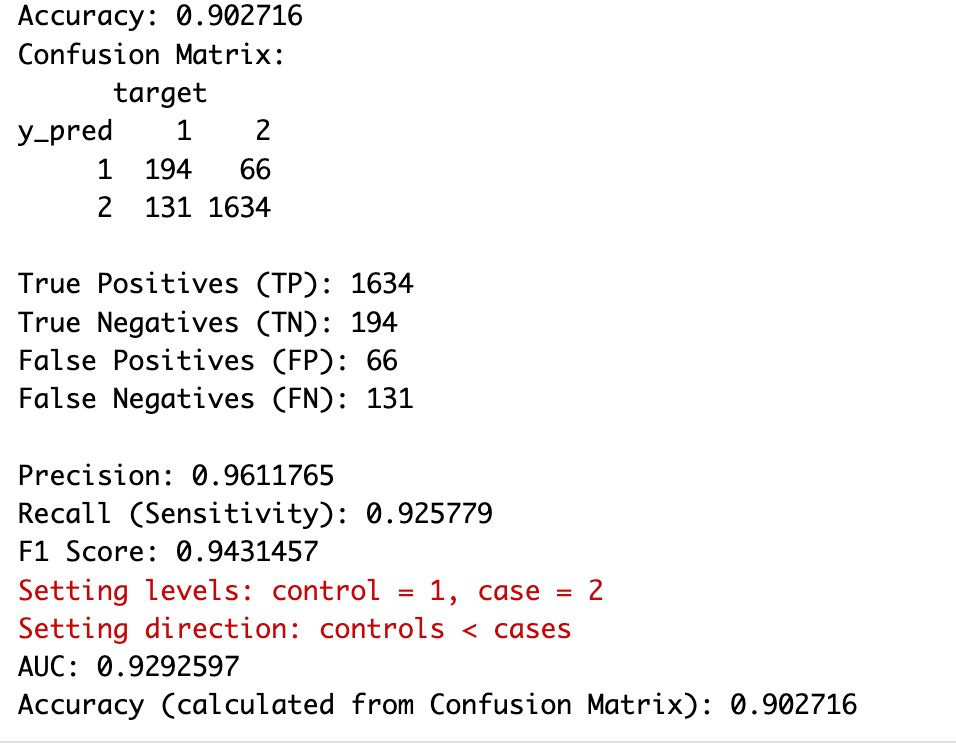 Accuracy: 0.902716
Confusion Matrix:
      target
y_pred    1    2
     1  194   66
     2  131 1634
True Positives (TP): 1634
True Negatives (TN): 194
False Positives (FP): 66
False Negatives (FN): 131
Precision: 0.9611765
Recall (Sensitivity): 0.925779
F1 Score: 0.9431457
Setting levels: control = 1, case = 2
Setting direction: controls < cases
AUC: 0.9292597
Accuracy (calculated from Confusion Matrix): 0.902716